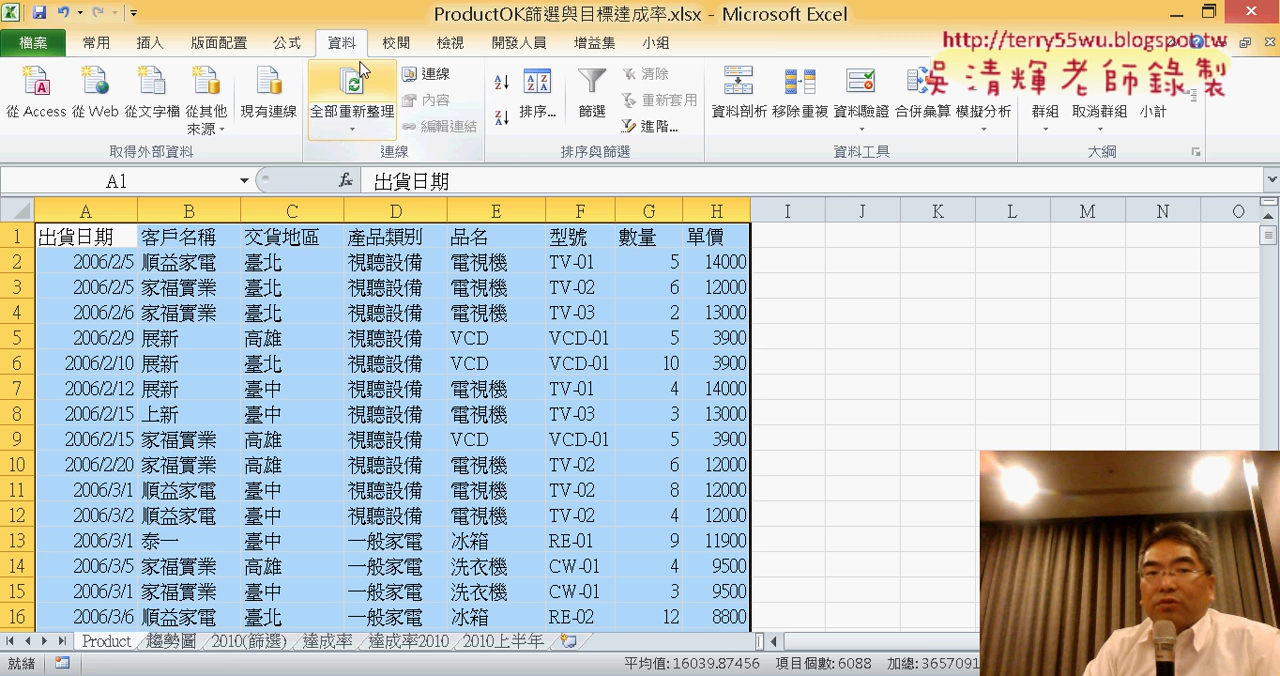 ProductOK篩選與目標達成率.xlsx - Microsoft Excel
檔案 常用 插入 版面配置 公式 資料 校閱 檢視 開發人員 增益集 小組
http://terry55wu.blogspot.tw
吳清輝老師錄製
從 Access 從 Web 從文字檔 從其他來源 現有連線 全部重新整理 連線 內容 編輯連結 排序... 篩選 清除 重新套用 進階... 資料剖析 移除重複 資料驗證 合併彙算 模擬分析 群組 取消群組 小計
取得外部資料 連線 排序與篩選 資料工具 大綱
A1 fx 出貨日期
A B C D E F G H I J K L M N O
1 出貨日期 客戶名稱 交貨地區 產品類別 品名 型號 數量 單價
2 2006/2/5 順益家電 臺北 視聽設備 電視機 TV-01 5 14000
3 2006/2/5 家福實業 臺北 視聽設備 電視機 TV-02 6 12000
4 2006/2/6 家福實業 臺北 視聽設備 電視機 TV-03 2 13000
5 2006/2/9 展新 高雄 視聽設備 VCD VCD-01 5 3900
6 2006/2/10 展新 臺北 視聽設備 VCD VCD-01 10 3900
7 2006/2/12 展新 臺中 視聽設備 電視機 TV-01 4 14000
8 2006/2/15 上新 臺中 視聽設備 電視機 TV-03 3 13000
9 2006/2/15 家福實業 高雄 視聽設備 VCD VCD-01 5 3900
10 2006/2/20 家福實業 高雄 視聽設備 電視機 TV-02 6 12000
11 2006/3/1 順益家電 臺中 視聽設備 電視機 TV-02 8 12000
12 2006/3/2 順益家電 臺中 視聽設備 電視機 TV-02 4 12000
13 2006/3/1 泰一 臺中 一般家電 冰箱 RE-01 9 11900
14 2006/3/5 家福實業 高雄 一般家電 洗衣機 CW-01 4 9500
15 2006/3/1 家福實業 臺中 一般家電 洗衣機 CW-01 3 9500
16 2006/3/6 順益家電 臺北 一般家電 冰箱 RE-02 12 8800
Product 趨勢圖 2010(篩選) 達成率 達成率2010 2010上半年
就緒 平均值: 16039.87456 項目個數: 6088 加總: 3657091